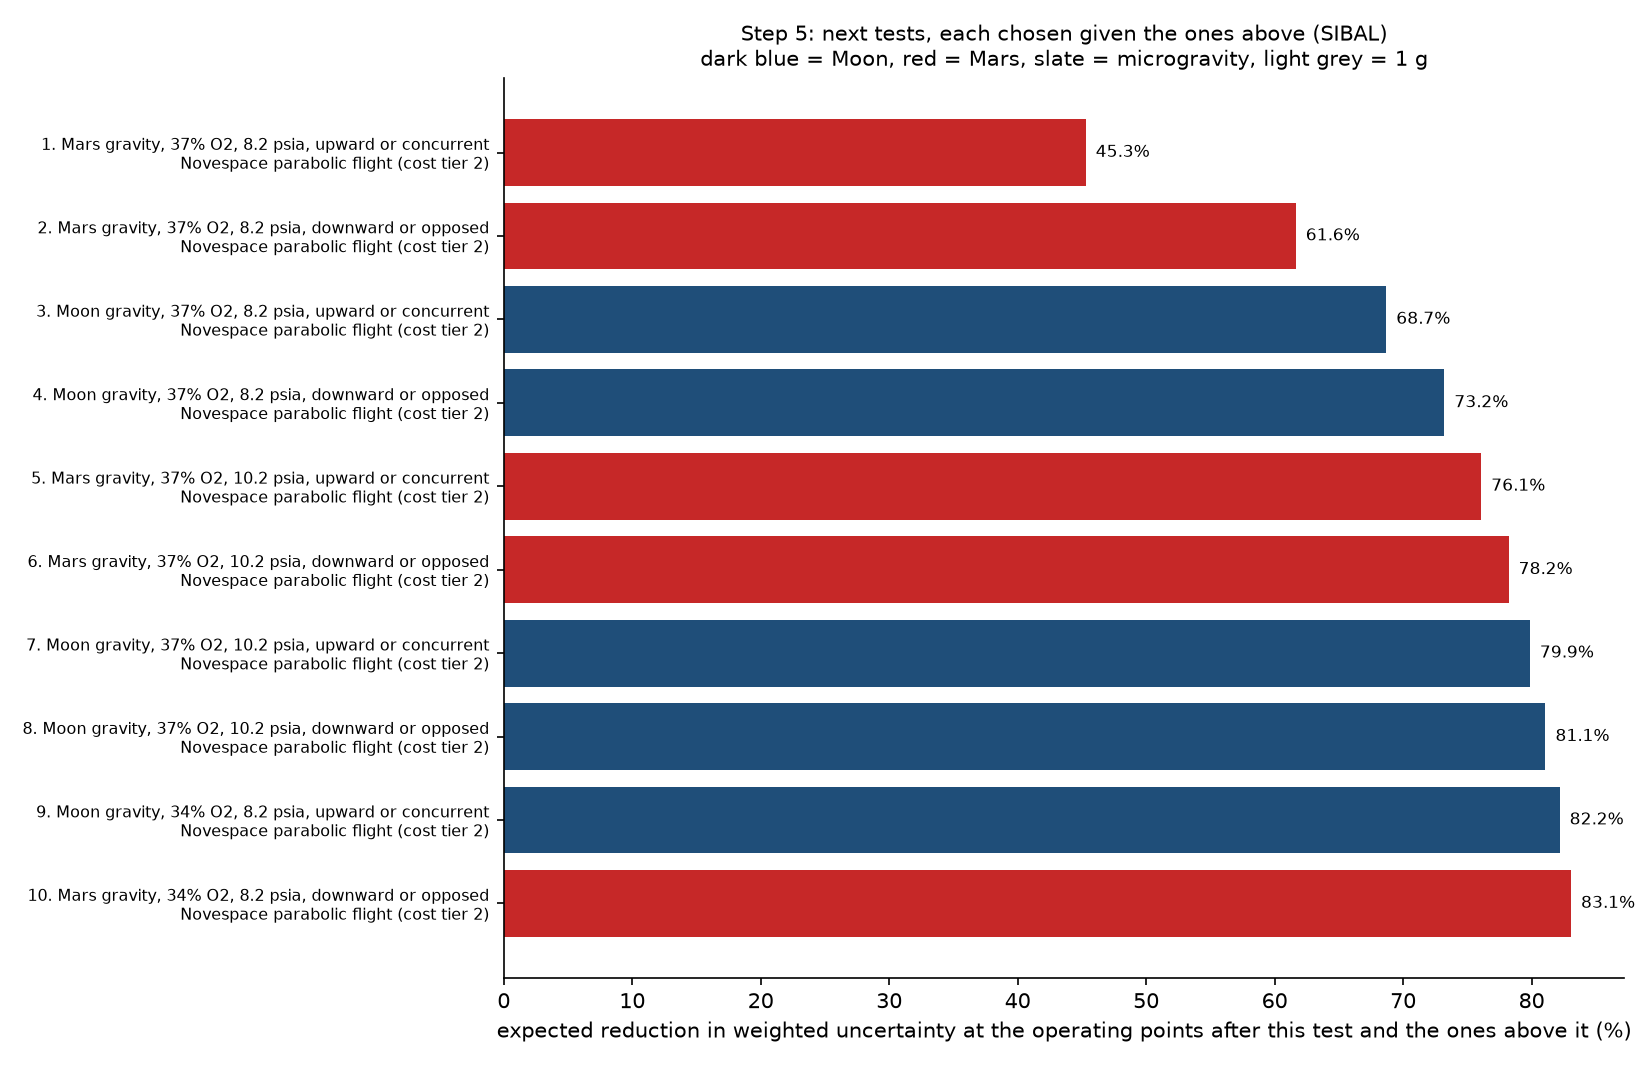 Step 5: next tests, each chosen given the ones above (SIBAL)
dark blue = Moon, red = Mars, slate = microgravity, light grey = 1 g
1. Mars gravity, 37% O2, 8.2 psia, upward or concurrent
Novespace parabolic flight (cost tier 2)
45.3%
2. Mars gravity, 37% O2, 8.2 psia, downward or opposed
Novespace parabolic flight (cost tier 2)
61.6%
3. Moon gravity, 37% O2, 8.2 psia, upward or concurrent
Novespace parabolic flight (cost tier 2)
68.7%
4. Moon gravity, 37% O2, 8.2 psia, downward or opposed
Novespace parabolic flight (cost tier 2)
73.2%
5. Mars gravity, 37% O2, 10.2 psia, upward or concurrent
Novespace parabolic flight (cost tier 2)
76.1%
6. Mars gravity, 37% O2, 10.2 psia, downward or opposed
Novespace parabolic flight (cost tier 2)
78.2%
7. Moon gravity, 37% O2, 10.2 psia, upward or concurrent
Novespace parabolic flight (cost tier 2)
79.9%
8. Moon gravity, 37% O2, 10.2 psia, downward or opposed
Novespace parabolic flight (cost tier 2)
81.1%
9. Moon gravity, 34% O2, 8.2 psia, upward or concurrent
Novespace parabolic flight (cost tier 2)
82.2%
10. Mars gravity, 34% O2, 8.2 psia, downward or opposed
Novespace parabolic flight (cost tier 2)
83.1%
0 10 20 30 40 50 60 70 80
expected reduction in weighted uncertainty at the operating points after this test and the ones above it (%)